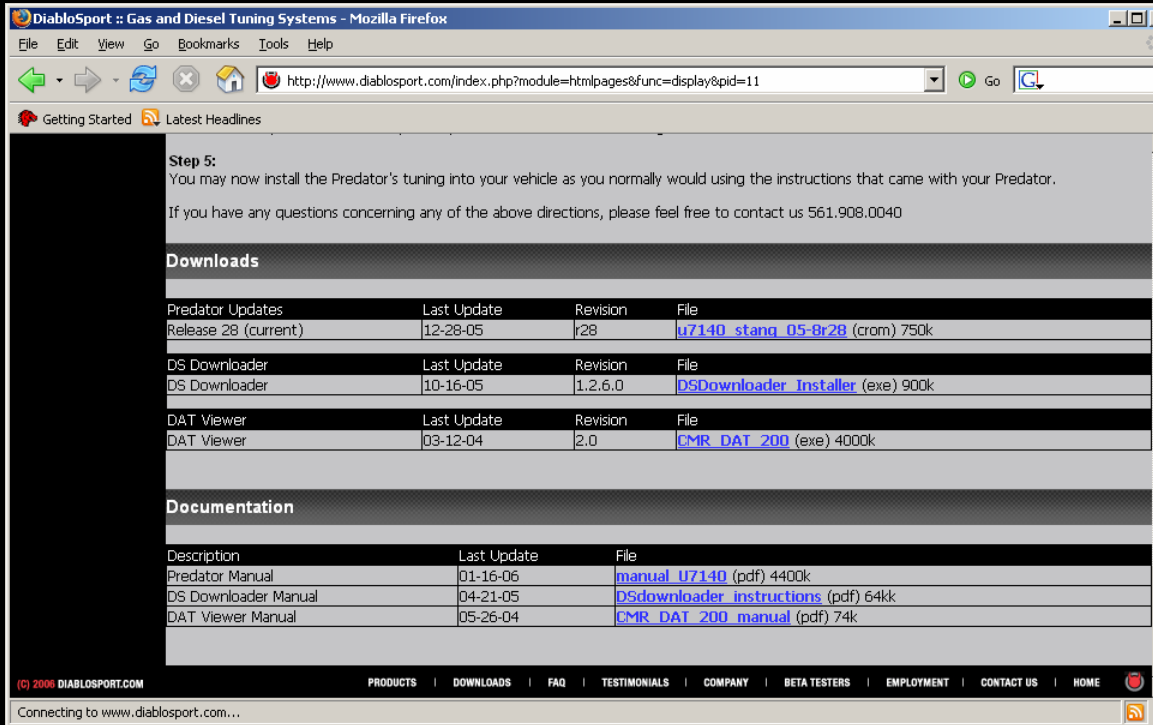 DiabloSport :: Gas and Diesel Tuning Systems - Mozilla Firefox
File Edit View Go Bookmarks Tools Help
http://www.diablosport.com/index.php?module=htmlpages&func=display&pid=11 Go G
Getting Started Latest Headlines
Step 5:
You may now install the Predator's tuning into your vehicle as you normally would using the instructions that came with your Predator.
If you have any questions concerning any of the above directions, please feel free to contact us 561.908.0040
Downloads
Predator Updates Last Update Revision File
Release 28 (current) 12-28-05 r28 u7140_stang_05-8r28 (crom) 750k
DS Downloader Last Update Revision File
DS Downloader 10-16-05 1.2.6.0 DSDownloader_Installer (exe) 900k
DAT Viewer Last Update Revision File
DAT Viewer 03-12-04 2.0 CMR_DAT_200 (exe) 4000k
Documentation
Description Last Update File
Predator Manual 01-16-06 manual_U7140 (pdf) 4400k
DS Downloader Manual 04-21-05 DSdownloader_instructions (pdf) 64kk
DAT Viewer Manual 05-26-04 CMR_DAT_200_manual (pdf) 74k
(C) 2006 DIABLOSPORT.COM PRODUCTS | DOWNLOADS | FAQ | TESTIMONIALS | COMPANY | BETA TESTERS | EMPLOYMENT | CONTACT US | HOME
Connecting to www.diablosport.com...